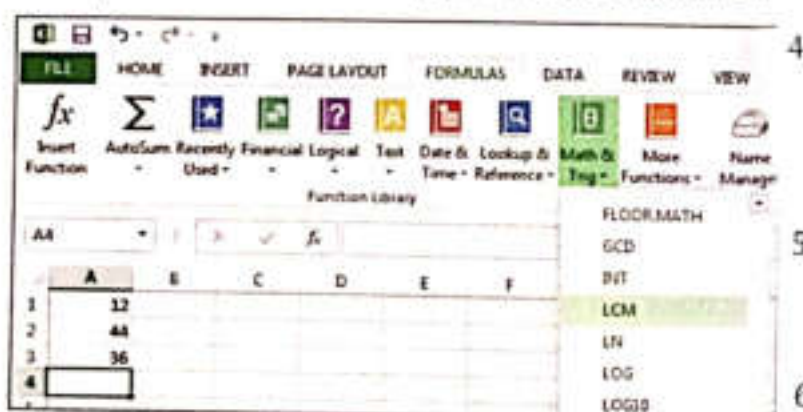 FILE HOME INSERT PAGE LAYOUT FORMULAS DATA REVIEW VIEW
fx Σ ? A
Insert Function AutoSum Recently Used Financial Logical Text Date & Time Lookup & Reference Math & Trig More Functions Name Manage
Function Library
A4 fx
FLOOR.MATH
GCD
INT
LCM
LN
LOG
LOG10
A B C D E F
1 12
2 44
3 36
4
4
5
6